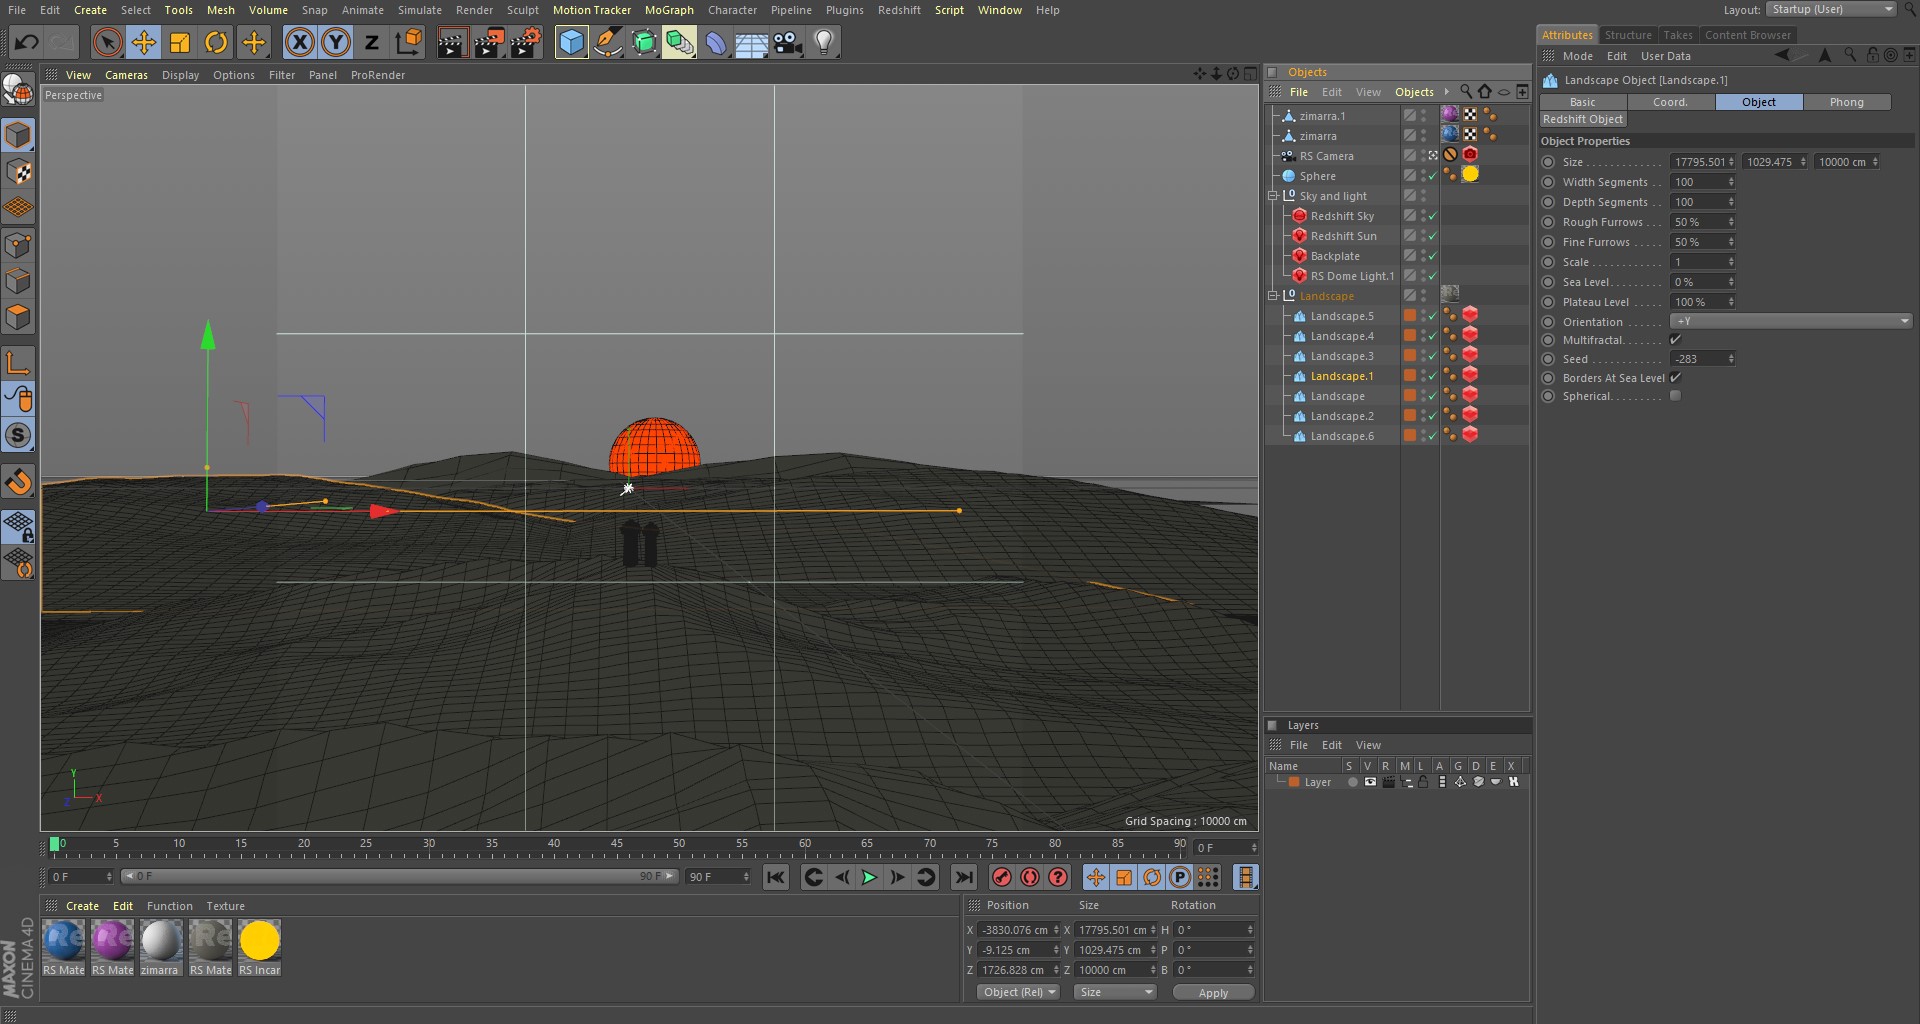 File Edit Create Select Tools Mesh Volume Snap Animate Simulate Render Sculpt Motion Tracker MoGraph Character Pipeline Plugins Redshift Script Window Help
Layout: Startup (User)
X Y Z
View Cameras Display Options Filter Panel ProRender
Perspective
Y
Z X
Grid Spacing : 10000 cm
0 5 10 15 20 25 30 35 40 45 50 55 60 65 70 75 80 85 90 0 F
0 F 0 F 90 F 90 F
Create Edit Function Texture
RS Mate RS Mate zimarra RS Mate RS Incar
MAXON
CINEMA 4D
Position Size Rotation
X -3830.076 cm X 17795.501 cm H 0 °
Y -9.125 cm Y 1029.475 cm P 0 °
Z 1726.828 cm Z 10000 cm B 0 °
Object (Rel) Size Apply
Objects
File Edit View Objects
zimarra.1
zimarra
RS Camera
Sphere
Sky and light
Redshift Sky
Redshift Sun
Backplate
RS Dome Light.1
Landscape
Landscape.5
Landscape.4
Landscape.3
Landscape.1
Landscape
Landscape.2
Landscape.6
Layers
File Edit View
Name S V R M L A G D E X
Layer
Attributes Structure Takes Content Browser
Mode Edit User Data
Landscape Object [Landscape.1]
Basic Coord. Object Phong
Redshift Object
Object Properties
Size . . . . . . . . . . . . . 17795.501 1029.475 10000 cm
Width Segments . . 100
Depth Segments . . 100
Rough Furrows . . . 50 %
Fine Furrows . . . . . 50 %
Scale . . . . . . . . . . . . 1
Sea Level . . . . . . . . 0 %
Plateau Level . . . . . 100 %
Orientation . . . . . . +Y
Multifractal. . . . . . .
Seed . . . . . . . . . . . -283
Borders At Sea Level
Spherical. . . . . . . . .